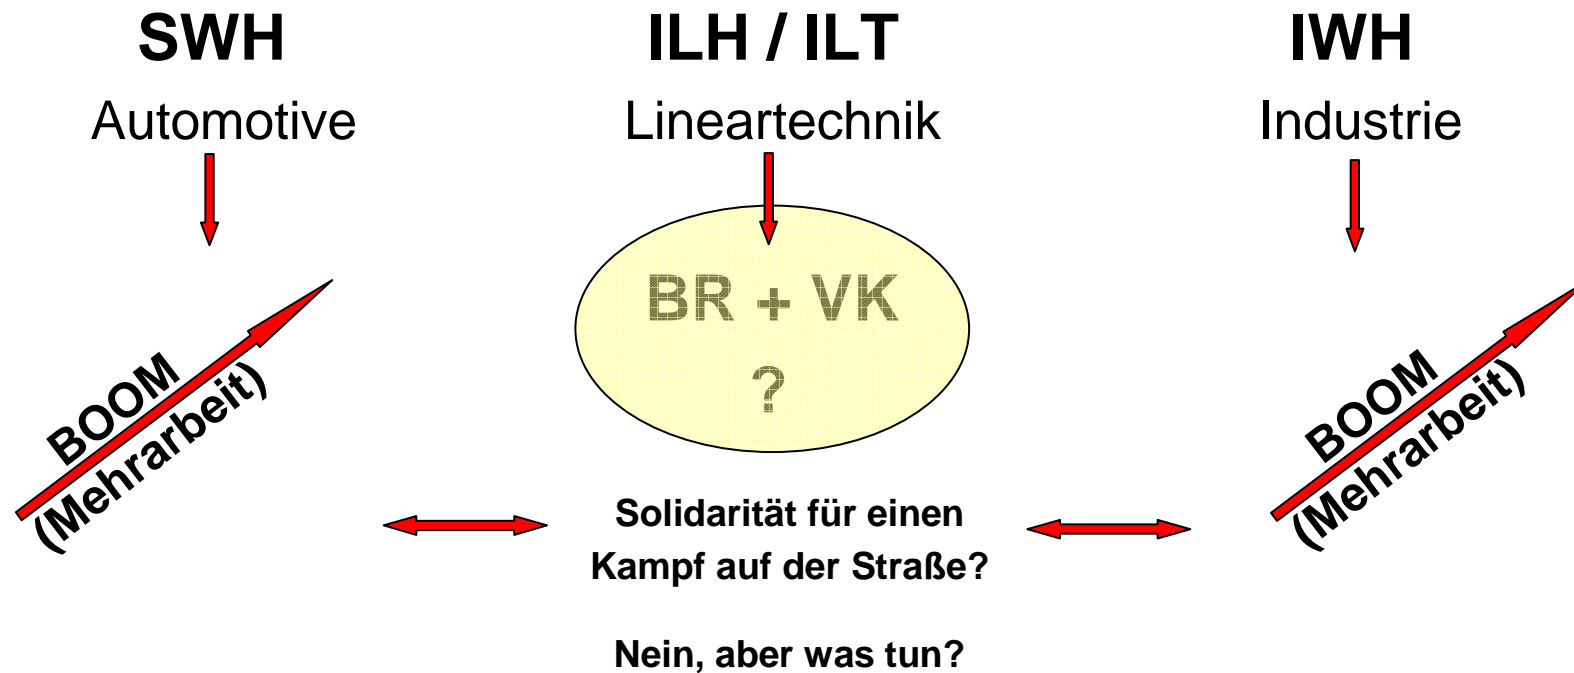 SWH
Automotive
BOOM
(Mehrarbeit)
ILH / ILT
Lineartechnik
BR + VK
?
Solidarität für einen
Kampf auf der Straße?
Nein, aber was tun?
IWH
Industrie
BOOM
(Mehrarbeit)